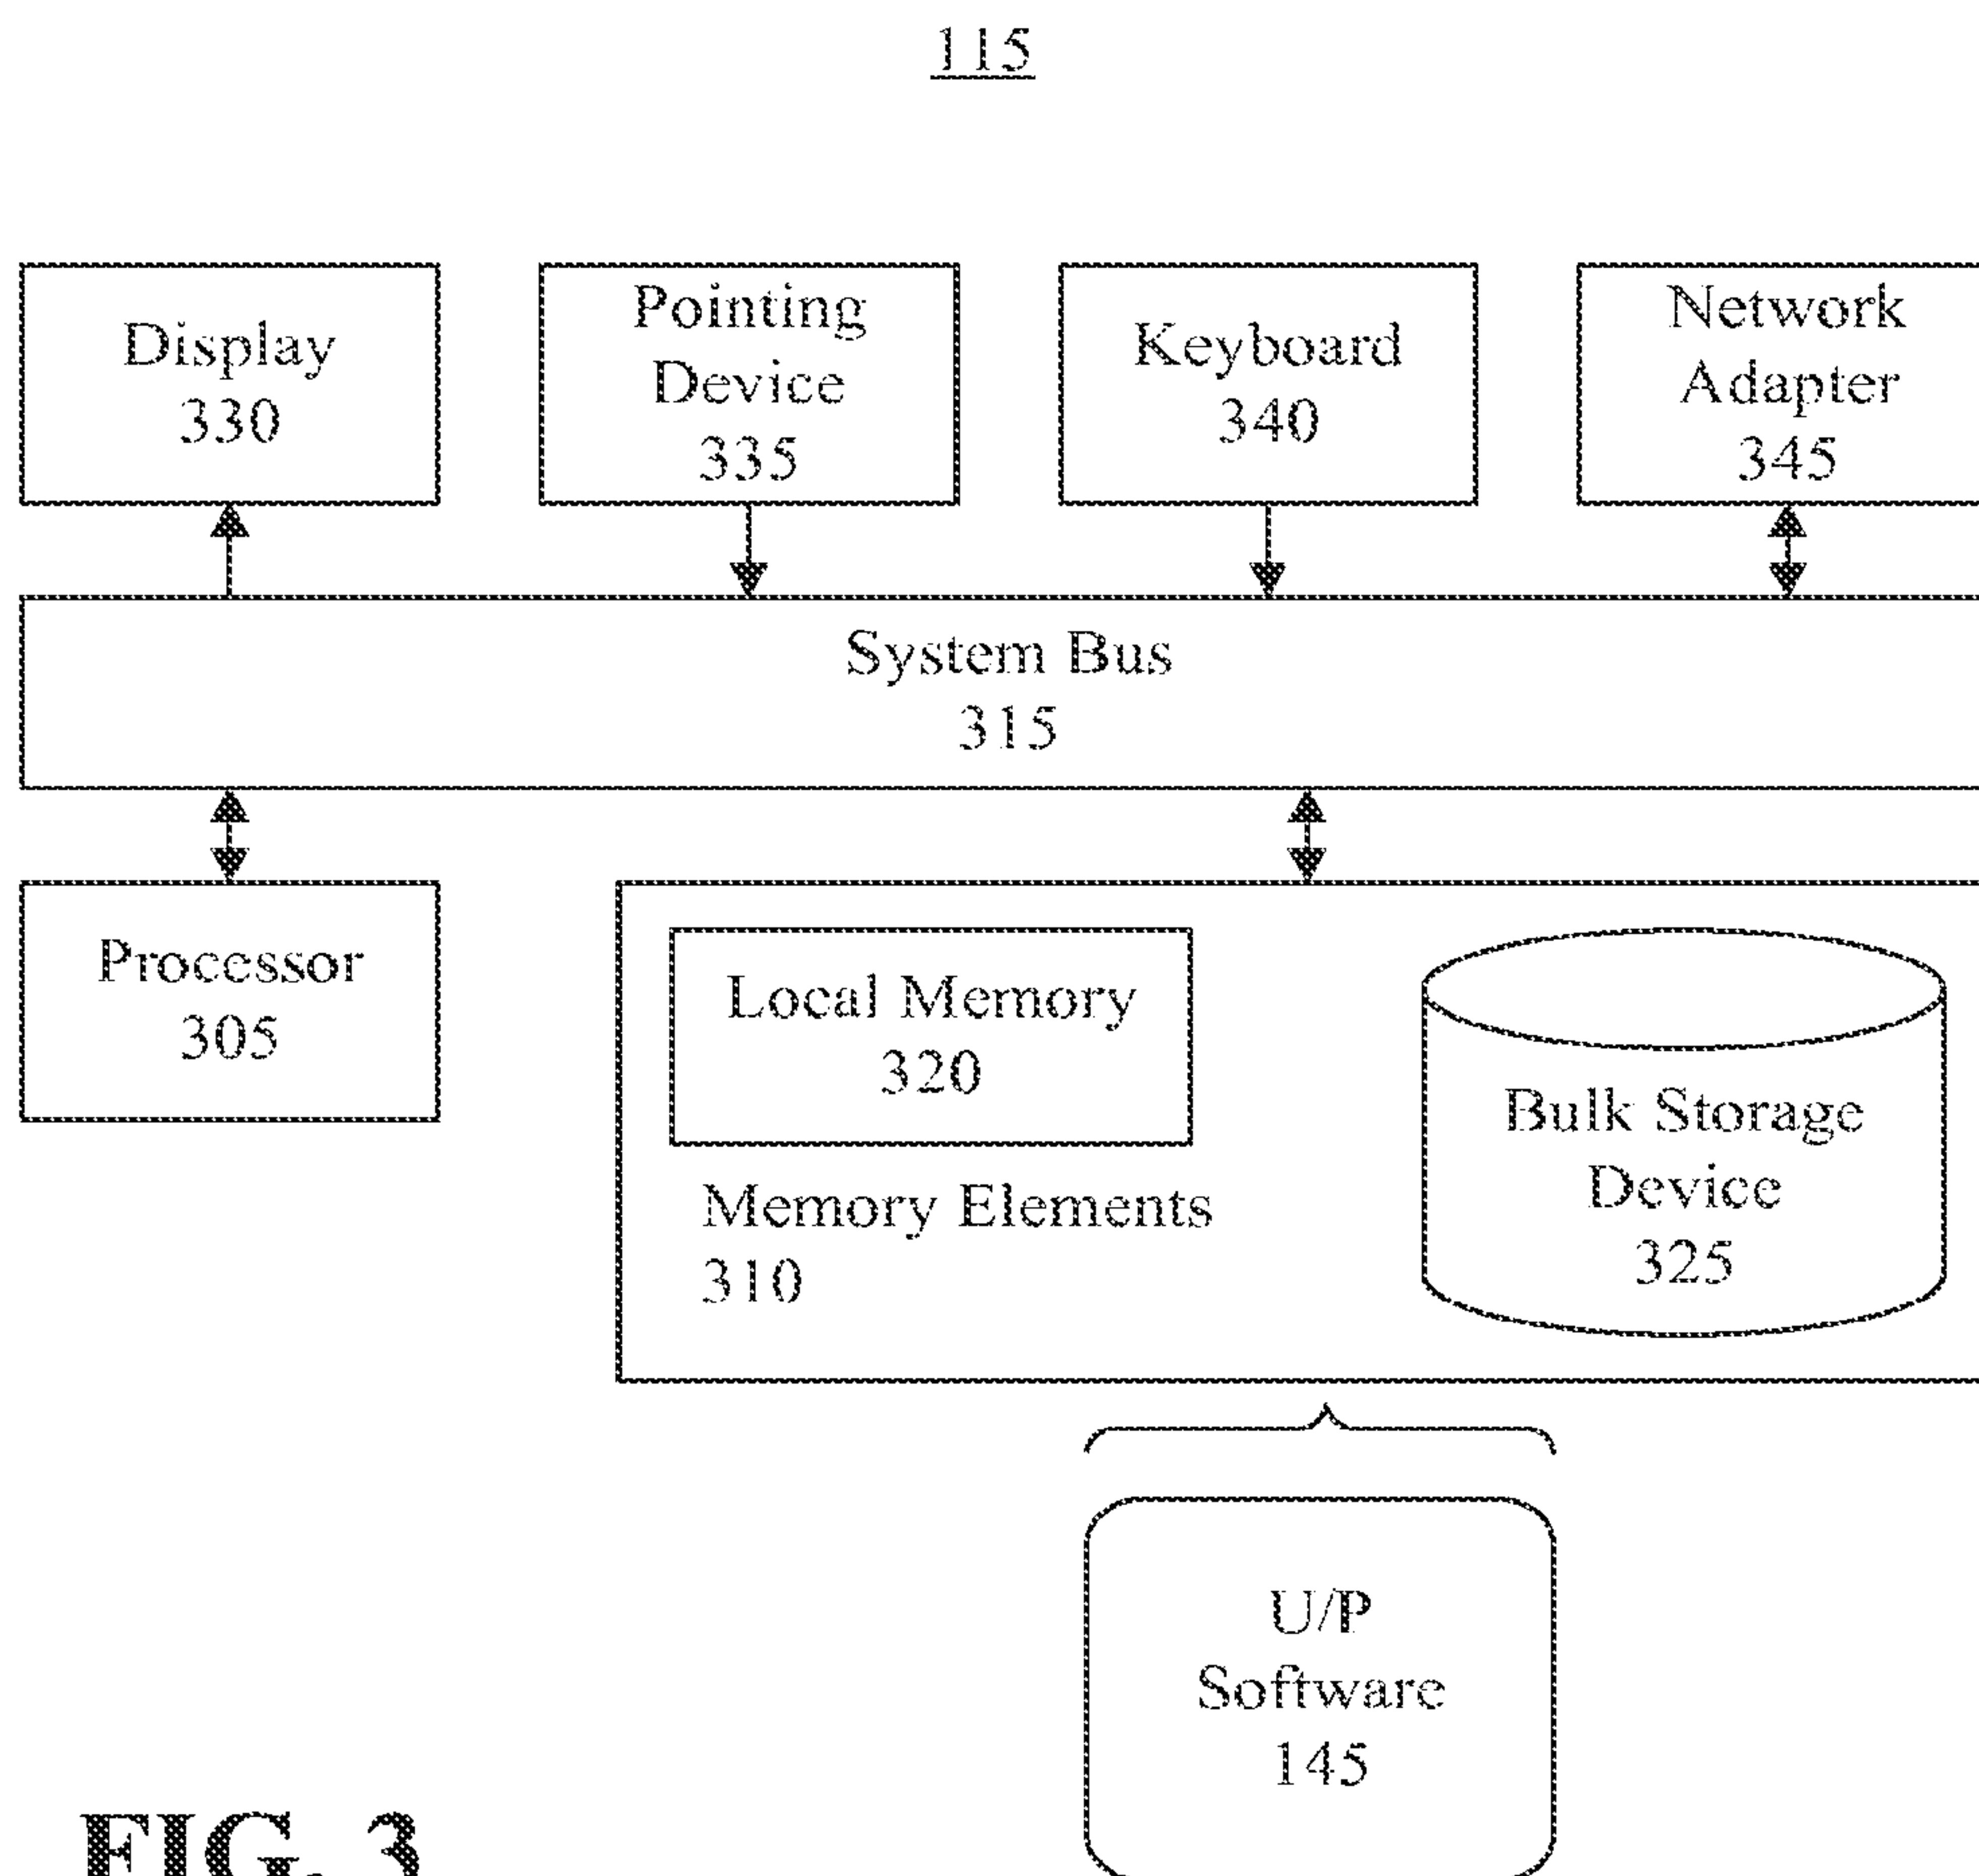 115
Display
330
Pointing
Device
335
Keyboard
340
Network
Adapter
345
System Bus
315
Processor
305
Local Memory
320
Memory Elements
310
Bulk Storage
Device
325
U/P
Software
145
FIG. 3